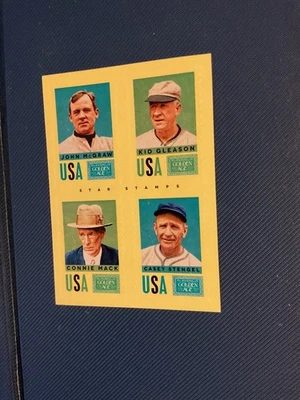 JOHN McGRAW
USA
GOLDEN AGE
KID GLEASON
USA
GOLDEN AGE
STAR STAMPS
CONNIE MACK
USA
GOLDEN AGE
CASEY STENGEL
USA
GOLDEN AGE